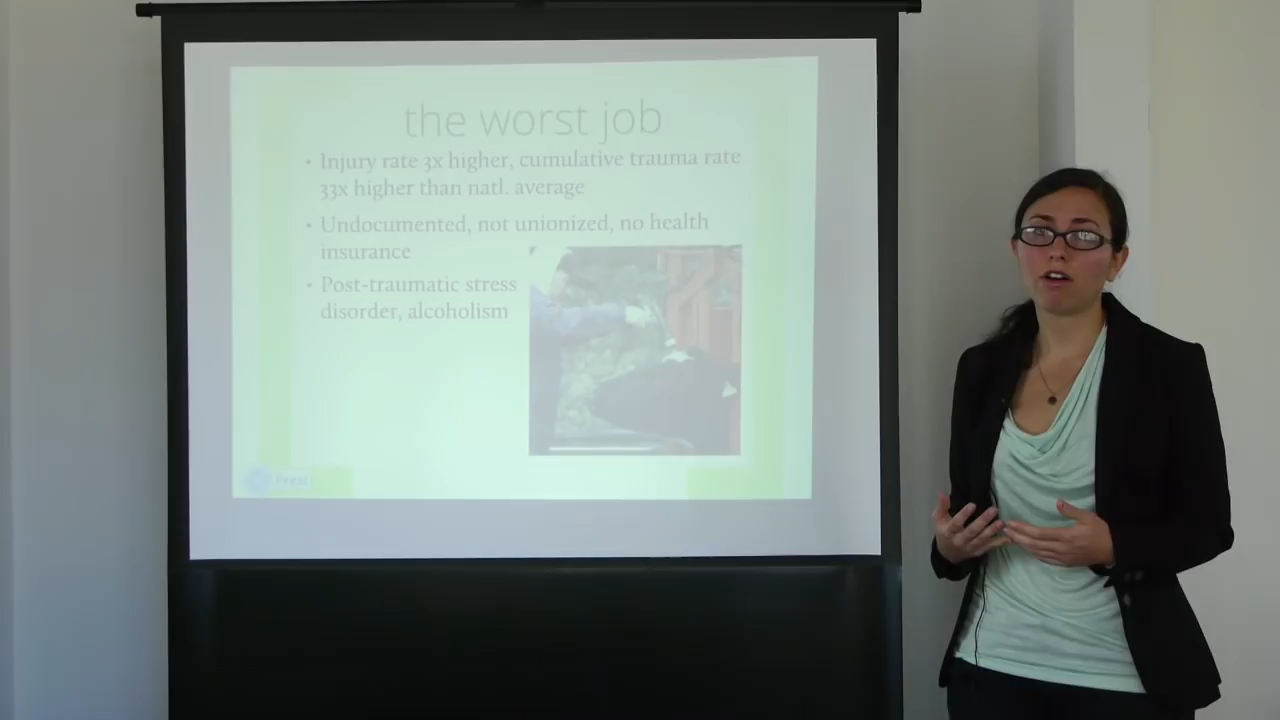 the worst job
• Injury rate 3x higher, cumulative trauma rate
33x higher than natl. average
• Undocumented, not unionized, no health
insurance
• Post-traumatic stress
disorder, alcoholism
Prezi